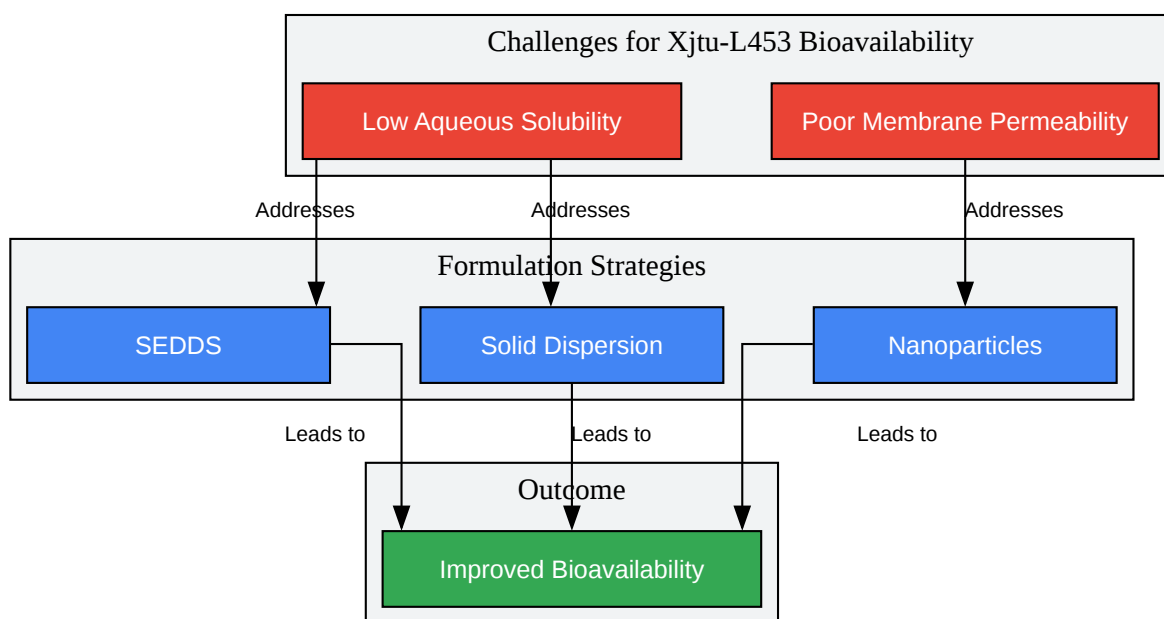 Challenges for Xjtu-L453 Bioavailability
Low Aqueous Solubility
Poor Membrane Permeability
Addresses
Addresses
Addresses
Formulation Strategies
SEDDS
Solid Dispersion
Nanoparticles
Leads to
Leads to
Leads to
Outcome
Improved Bioavailability